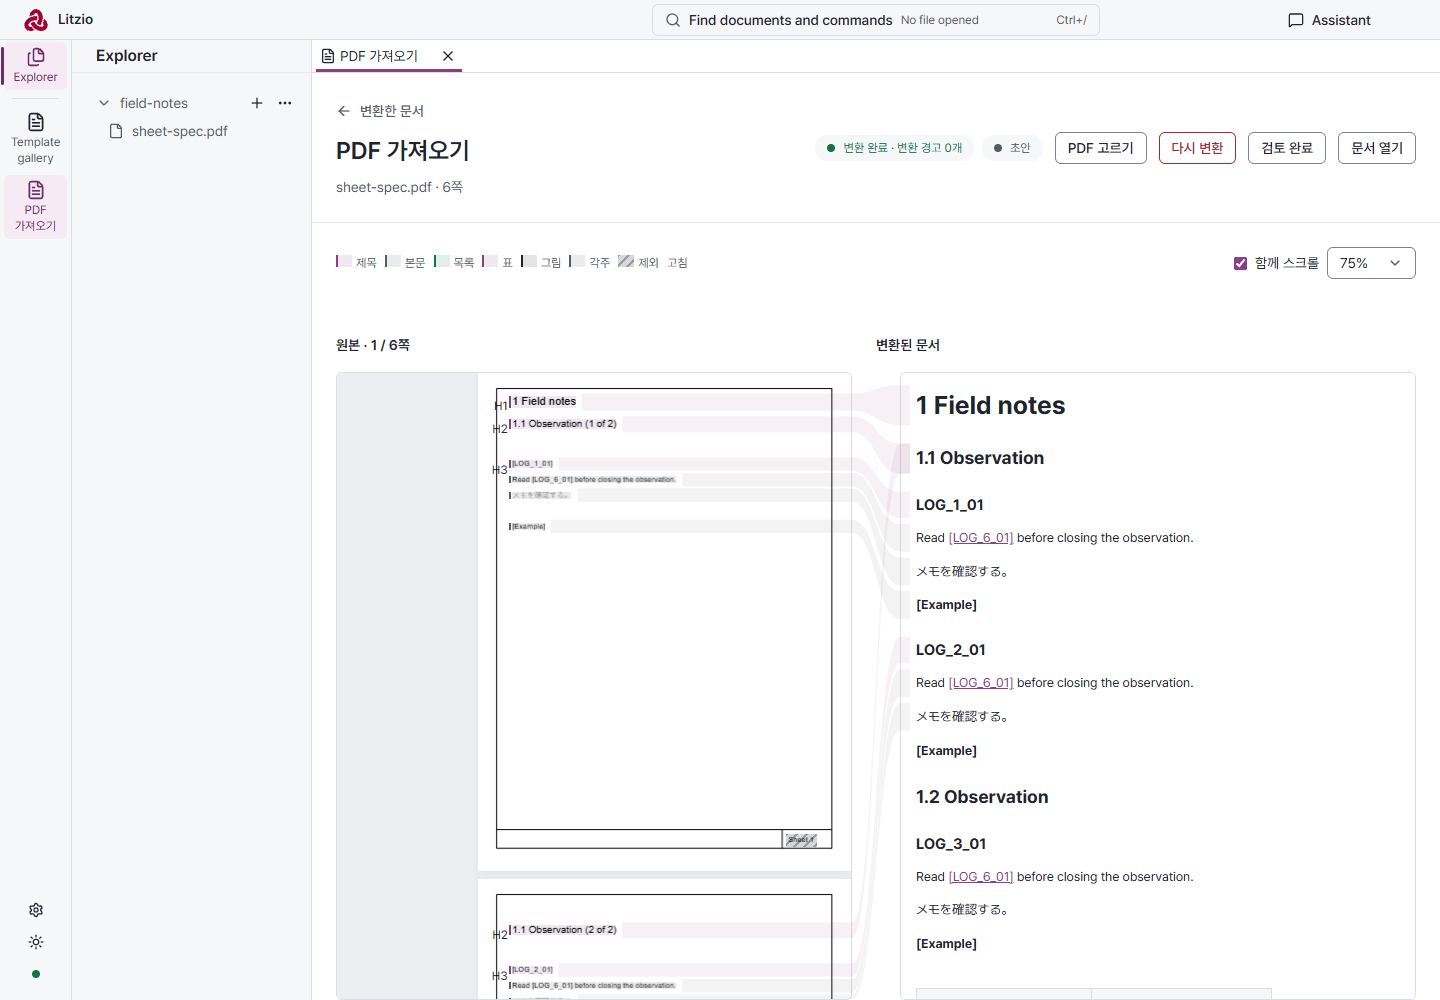 Litzio
Find documents and commands No file opened Ctrl+/
Assistant
Explorer
Template gallery
PDF 가져오기
Explorer
field-notes
sheet-spec.pdf
PDF 가져오기
변환한 문서
PDF 가져오기
sheet-spec.pdf · 6쪽
변환 완료 · 변환 경고 0개
초안
PDF 고르기
다시 변환
검토 완료
문서 열기
제목 본문 목록 표 그림 각주 제외 고침
함께 스크롤
75%
원본 · 1 / 6쪽
H1 1 Field notes
H2 1.1 Observation (1 of 2)
H3 [LOG_1_01]
Read [LOG_6_01] before closing the observation.
メモを確認する。
[Example]
Sheet 1
H2 1.1 Observation (2 of 2)
H3 [LOG_2_01]
Read [LOG_6_01] before closing the observation.
변환된 문서
1 Field notes
1.1 Observation
LOG_1_01
Read [LOG_6_01] before closing the observation.
メモを確認する。
[Example]
LOG_2_01
Read [LOG_6_01] before closing the observation.
メモを確認する。
[Example]
1.2 Observation
LOG_3_01
Read [LOG_6_01] before closing the observation.
メモを確認する。
[Example]